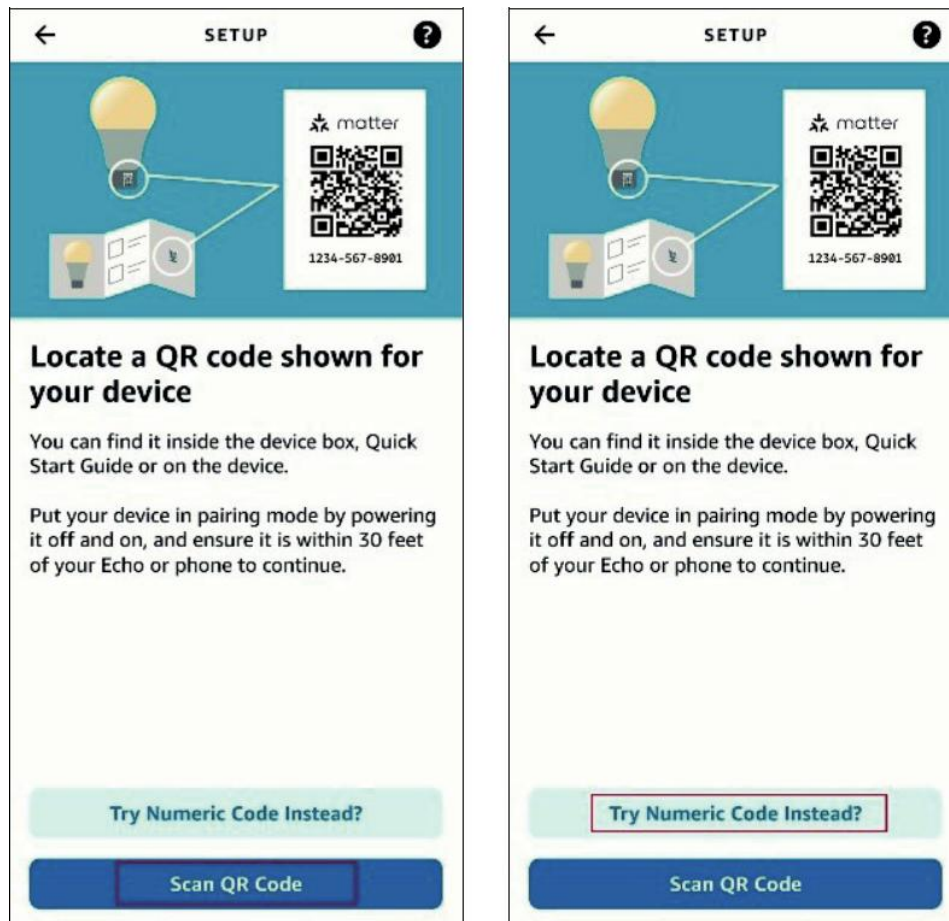 SETUP
?
matter
1234-567-8901
Locate a QR code shown for
your device
You can find it inside the device box, Quick
Start Guide or on the device.
Put your device in pairing mode by powering
it off and on, and ensure it is within 30 feet
of your Echo or phone to continue.
Try Numeric Code Instead?
Scan QR Code
SETUP
?
matter
1234-567-8901
Locate a QR code shown for
your device
You can find it inside the device box, Quick
Start Guide or on the device.
Put your device in pairing mode by powering
it off and on, and ensure it is within 30 feet
of your Echo or phone to continue.
Try Numeric Code Instead?
Scan QR Code